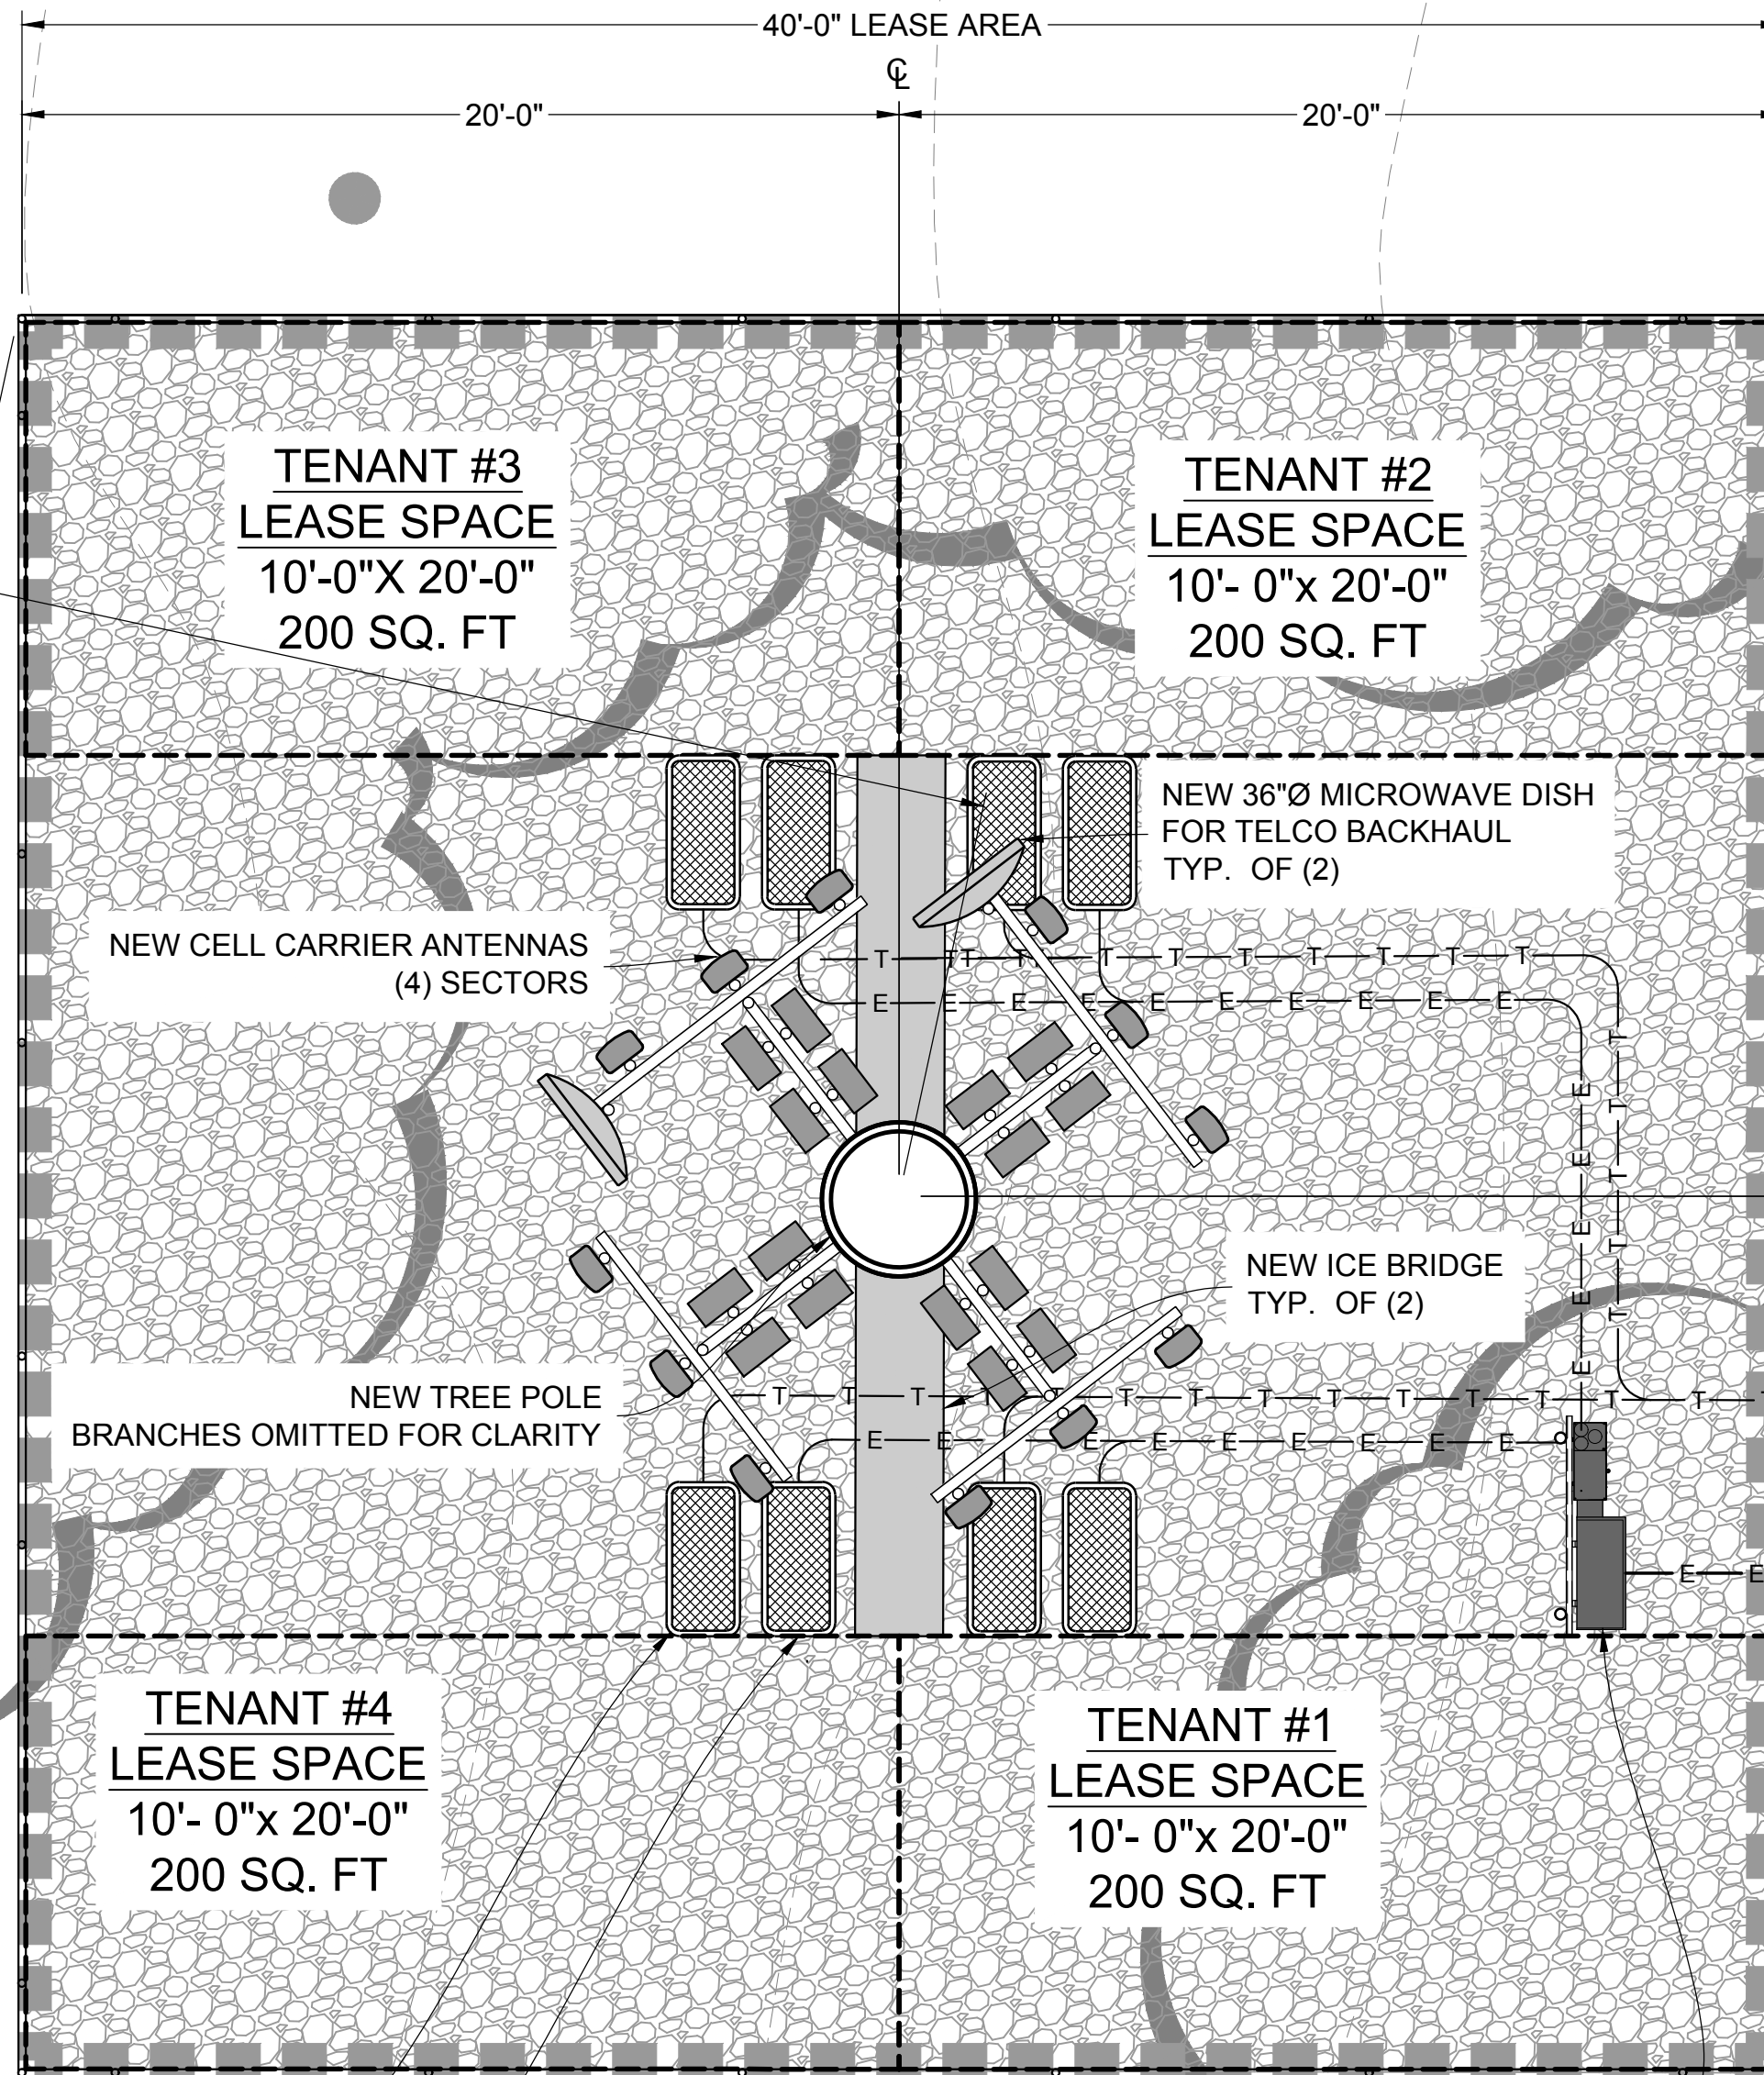 40'-0" LEASE AREA
℄
20'-0"
20'-0"
TENANT #3
LEASE SPACE
10'-0"X 20'-0"
200 SQ. FT
TENANT #2
LEASE SPACE
10'- 0"x 20'-0"
200 SQ. FT
NEW 36"Ø MICROWAVE DISH
FOR TELCO BACKHAUL
TYP. OF (2)
NEW CELL CARRIER ANTENNAS
(4) SECTORS
T TT T T T T T T T T
E E E E E E E E E E
T T T T T
E E E E E
NEW ICE BRIDGE
TYP. OF (2)
NEW TREE POLE
BRANCHES OMITTED FOR CLARITY
T T T T T T T T T T T T T T T
E E E E E E E E E
E E
TENANT #4
LEASE SPACE
10'- 0"x 20'-0"
200 SQ. FT
TENANT #1
LEASE SPACE
10'- 0"x 20'-0"
200 SQ. FT